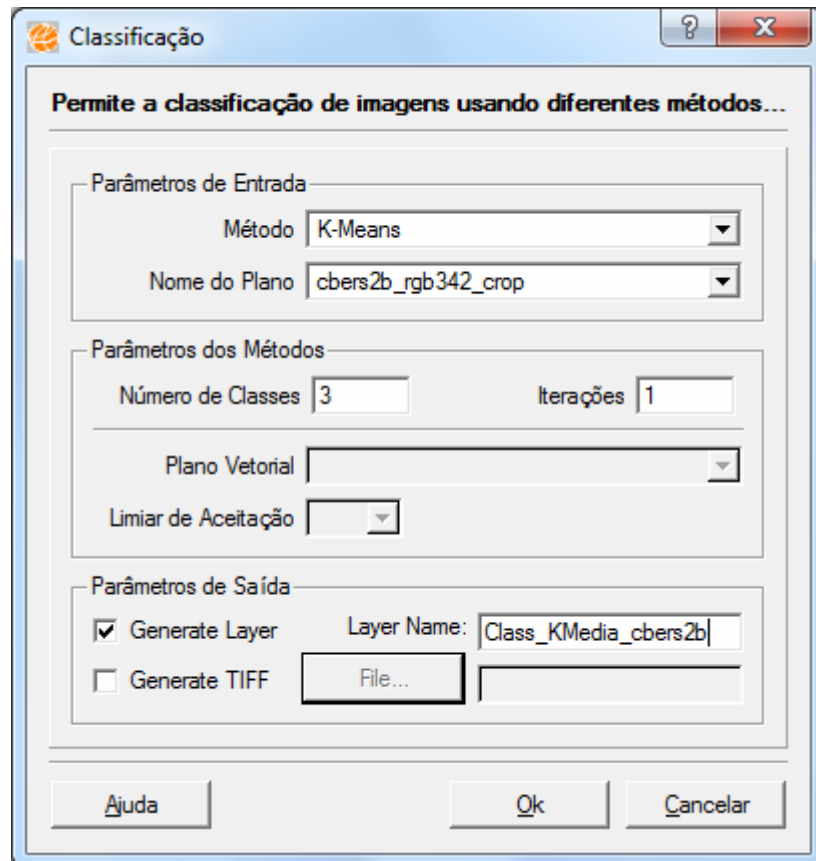 Classificação
Permite a classificação de imagens usando diferentes métodos...
Parâmetros de Entrada
Método K-Means
Nome do Plano cbers2b_rgb342_crop
Parâmetros dos Métodos
Número de Classes 3 Iterações 1
Plano Vetorial
Limiar de Aceitação
Parâmetros de Saída
Generate Layer Layer Name: Class_KMedia_cbers2b
Generate TIFF File...
Ajuda Ok Cancelar